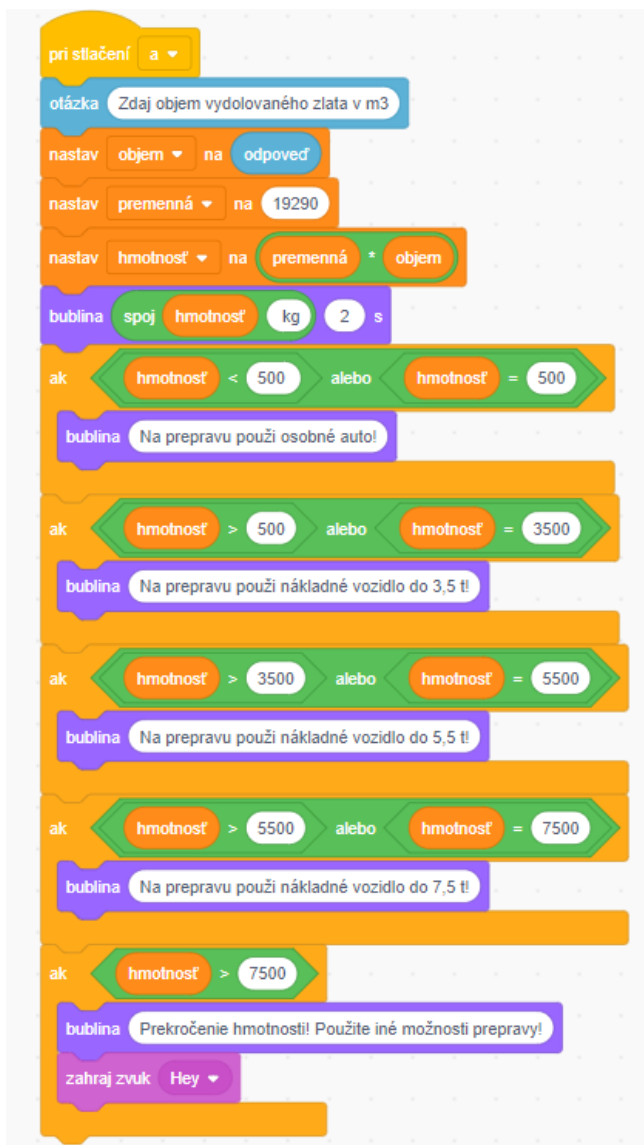 pri stlačení a
otázka Zdaj objem vydolovaného zlata v m3
nastav objem na odpoveď
nastav premenná na 19290
nastav hmotnosť na premenná * objem
bublina spoj hmotnosť kg 2 s
ak hmotnosť < 500 alebo hmotnosť = 500
bublina Na prepravu použi osobné auto!
ak hmotnosť > 500 alebo hmotnosť = 3500
bublina Na prepravu použi nákladné vozidlo do 3,5 t!
ak hmotnosť > 3500 alebo hmotnosť = 5500
bublina Na prepravu použi nákladné vozidlo do 5,5 t!
ak hmotnosť > 5500 alebo hmotnosť = 7500
bublina Na prepravu použi nákladné vozidlo do 7,5 t!
ak hmotnosť > 7500
bublina Prekročenie hmotnosti! Použite iné možnosti prepravy!
zahraj zvuk Hey